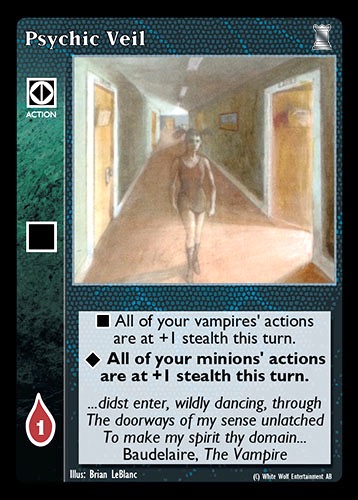 Psychic Veil
ACTION
All of your vampires' actions
are at +1 stealth this turn.
All of your minions' actions
are at +1 stealth this turn.
...didst enter, wildly dancing, through
The doorways of my sense unlatched
To make my spirit thy domain...
Baudelaire, The Vampire
1
Illus: Brian LeBlanc
(C) White Wolf Entertainment AB